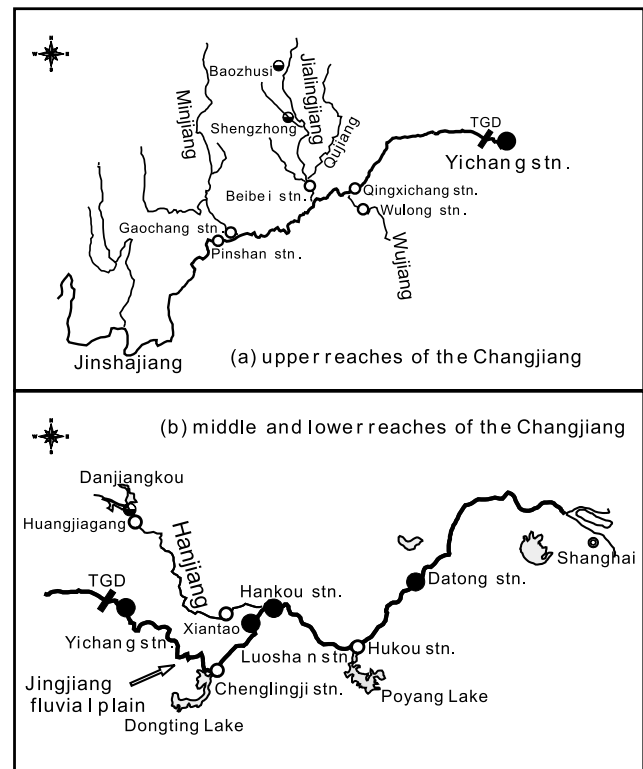 Baozhusi
Minjiang
Jialingjiang
Shengzhong
Qujiang
TGD
Yichang stn.
Beibei stn.
Qingxichang stn.
Wulong stn.
Gaochang stn.
Pinshan stn.
Wujiang
Jinshajiang
(a) upper reaches of the Changjiang
(b) middle and lower reaches of the Changjiang
Danjiangkou
Huangjiagang
Hanjiang
Shanghai
TGD
Hankou stn.
Datong stn.
Xiantao
Yichang stn.
Luoshan stn.
Hukou stn.
Jingjiang
fluvial plain
Chenglingji stn.
Poyang Lake
Dongting Lake